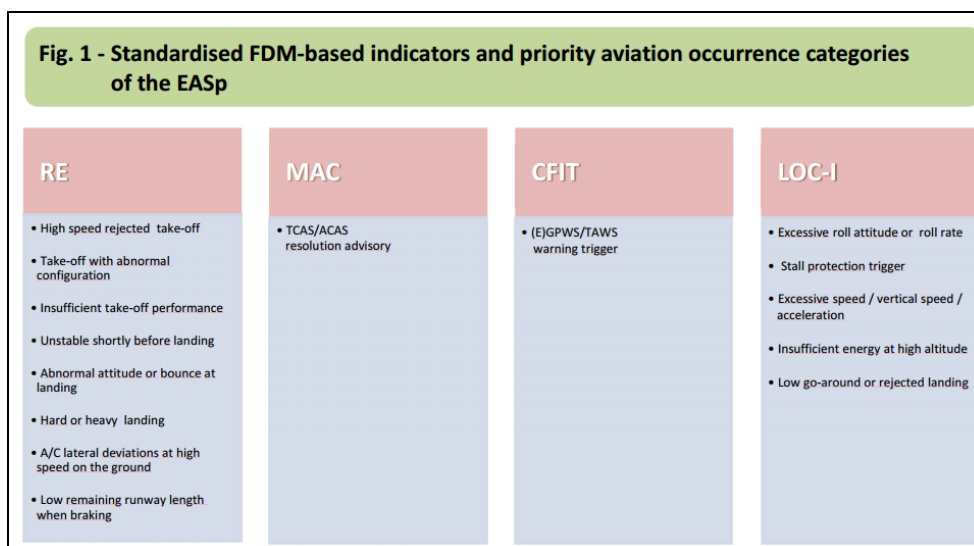 Fig. 1 - Standardised FDM-based indicators and priority aviation occurrence categories
of the EASp
RE
• High speed rejected take-off
• Take-off with abnormal
configuration
• Insufficient take-off performance
• Unstable shortly before landing
• Abnormal attitude or bounce at
landing
• Hard or heavy landing
• A/C lateral deviations at high
speed on the ground
• Low remaining runway length
when braking
MAC
• TCAS/ACAS
resolution advisory
CFIT
• (E)GPWS/TAWS
warning trigger
LOC-I
• Excessive roll attitude or roll rate
• Stall protection trigger
• Excessive speed / vertical speed /
acceleration
• Insufficient energy at high altitude
• Low go-around or rejected landing